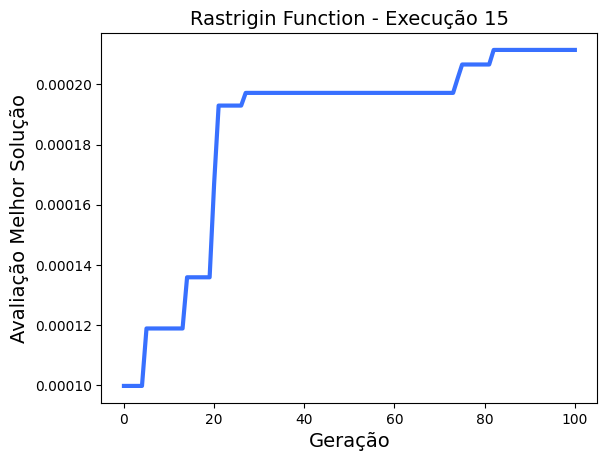 Rastrigin Function - Execução 15
Avaliação Melhor Solução
0.00020
0.00018
0.00016
0.00014
0.00012
0.00010
0 20 40 60 80 100
Geração